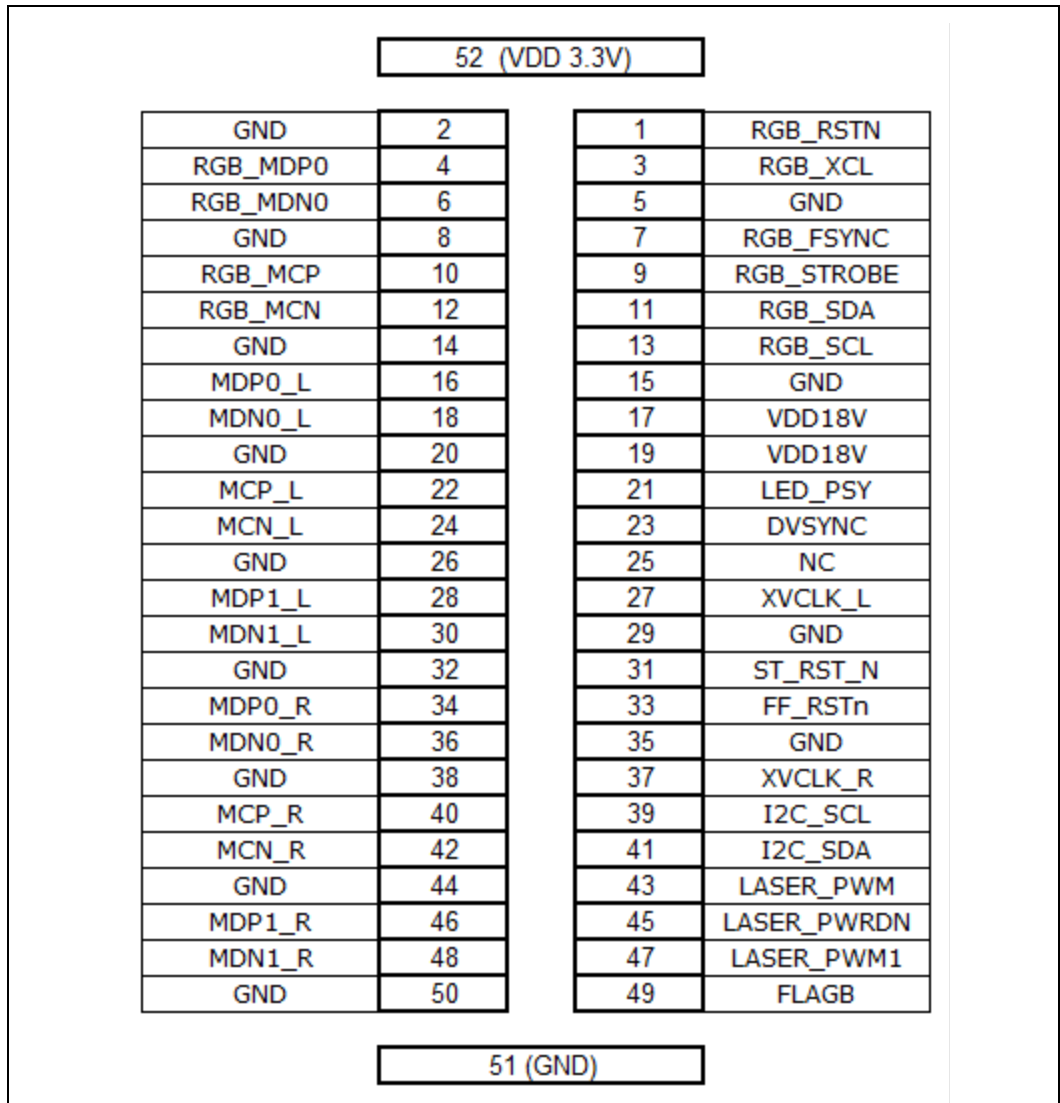 52 (VDD 3.3V)
GND 2 1 RGB_RSTN
RGB_MDP0 4 3 RGB_XCL
RGB_MDN0 6 5 GND
GND 8 7 RGB_FSYNC
RGB_MCP 10 9 RGB_STROBE
RGB_MCN 12 11 RGB_SDA
GND 14 13 RGB_SCL
MDP0_L 16 15 GND
MDN0_L 18 17 VDD18V
GND 20 19 VDD18V
MCP_L 22 21 LED_PSY
MCN_L 24 23 DVSYNC
GND 26 25 NC
MDP1_L 28 27 XVCLK_L
MDN1_L 30 29 GND
GND 32 31 ST_RST_N
MDP0_R 34 33 FF_RSTn
MDN0_R 36 35 GND
GND 38 37 XVCLK_R
MCP_R 40 39 I2C_SCL
MCN_R 42 41 I2C_SDA
GND 44 43 LASER_PWM
MDP1_R 46 45 LASER_PWRDN
MDN1_R 48 47 LASER_PWM1
GND 50 49 FLAGB
51 (GND)